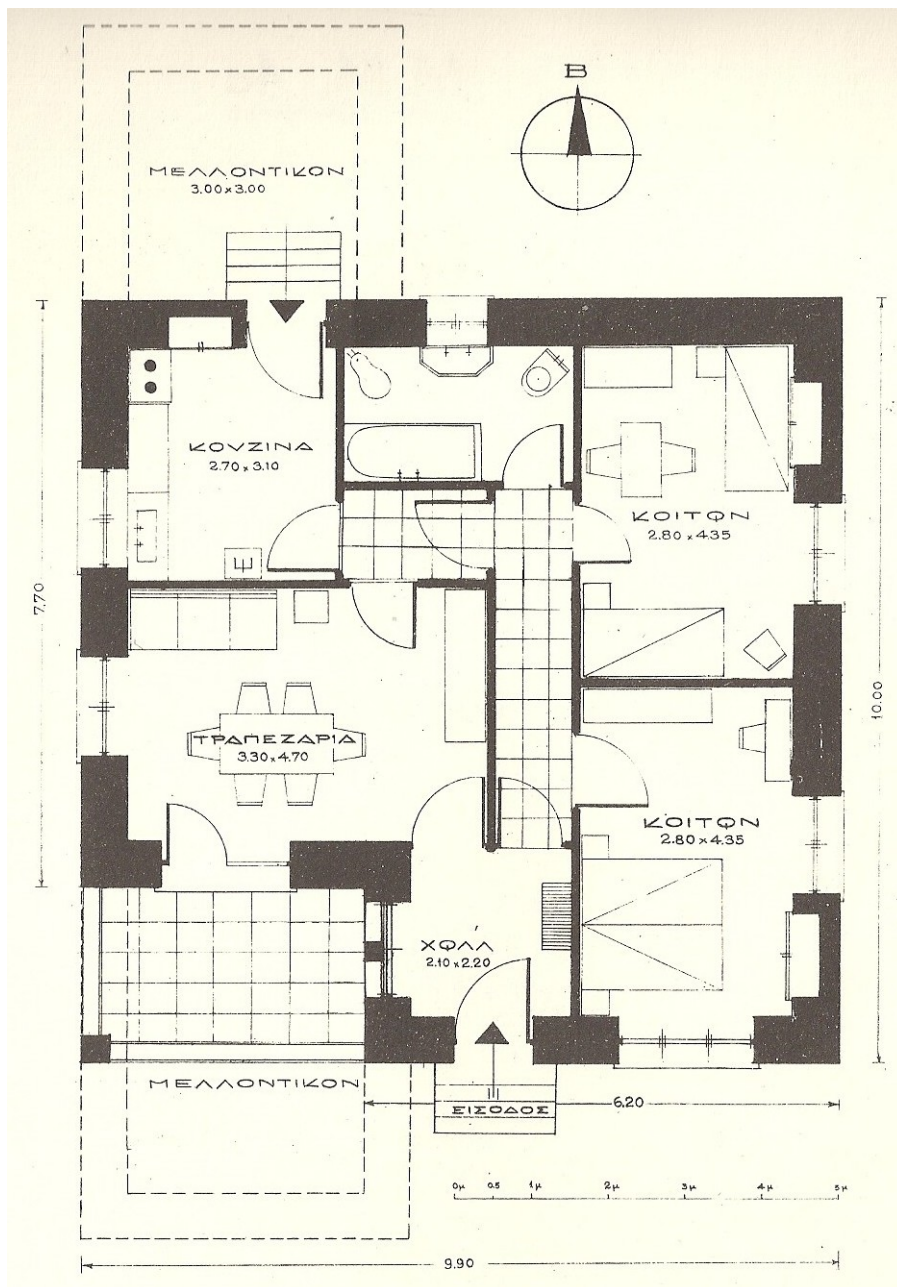 Β
ΜΕΛΛΟΝΤΙΚΟΝ
3.00 x 3.00
ΚΟΥΖΙΝΑ
2.70 x 3.10
ΚΟΙΤΩΝ
2.80 x 4.35
7.70
10.00
ΤΡΑΠΕΖΑΡΙΑ
3.30 x 4.70
ΚΟΙΤΩΝ
2.80 x 4.35
ΧΩΛΛ
2.10 x 2.20
ΜΕΛΛΟΝΤΙΚΟΝ
ΕΙΣΟΔΟΣ
6.20
0μ 0.5 1μ 2μ 3μ 4μ 5μ
9.90